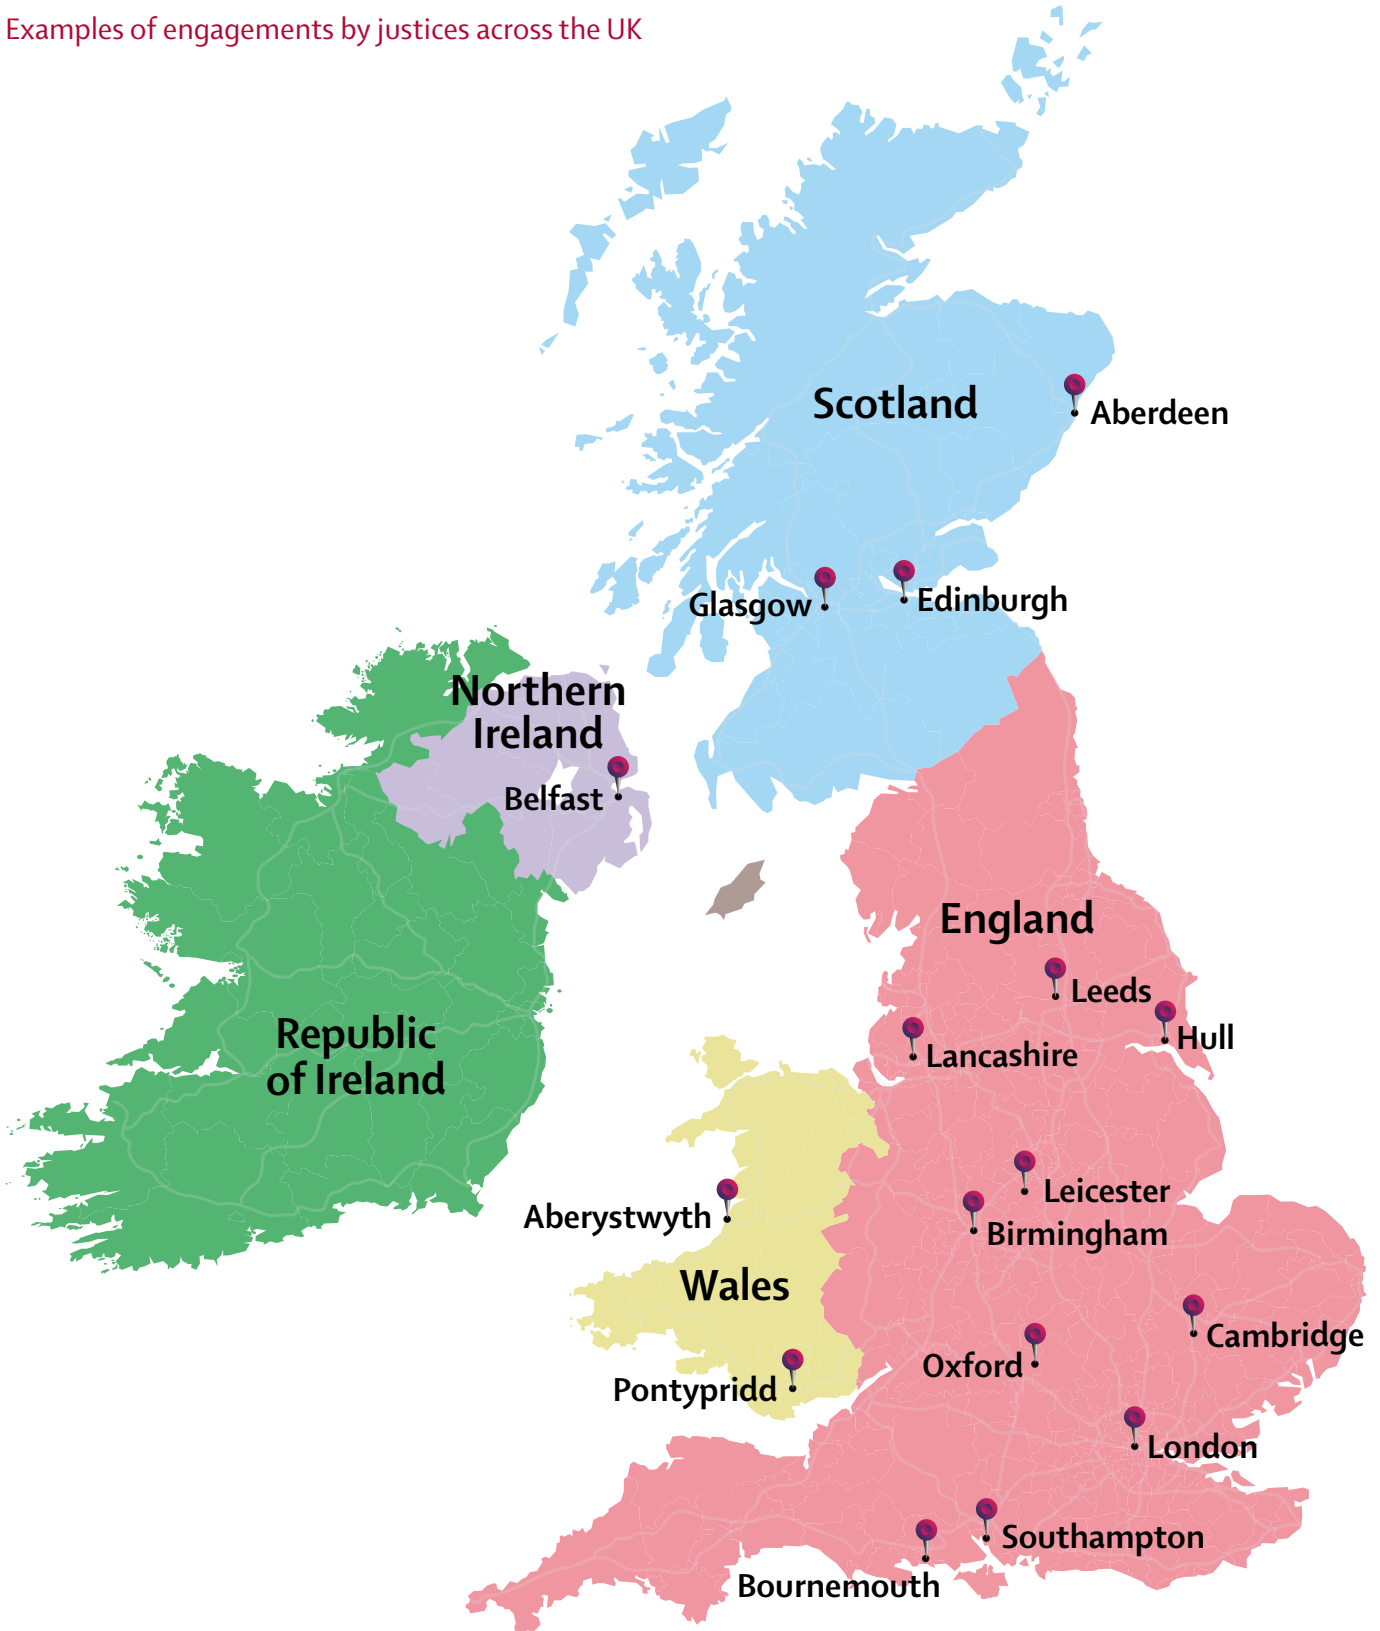 Examples of engagements by justices across the UK
Scotland
Aberdeen
Glasgow
Edinburgh
Northern
Ireland
Belfast
England
Leeds
Republic
of Ireland
Hull
Lancashire
Leicester
Aberystwyth
Birmingham
Wales
Cambridge
Oxford
Pontypridd
London
Southampton
Bournemouth